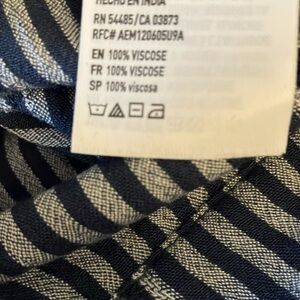 HECHO EN INDIA
RN 54485/CA 03873
RFC# AEM120605U9A
EN 100% VISCOSE
FR 100% VISCOSE
SP 100% viscosa